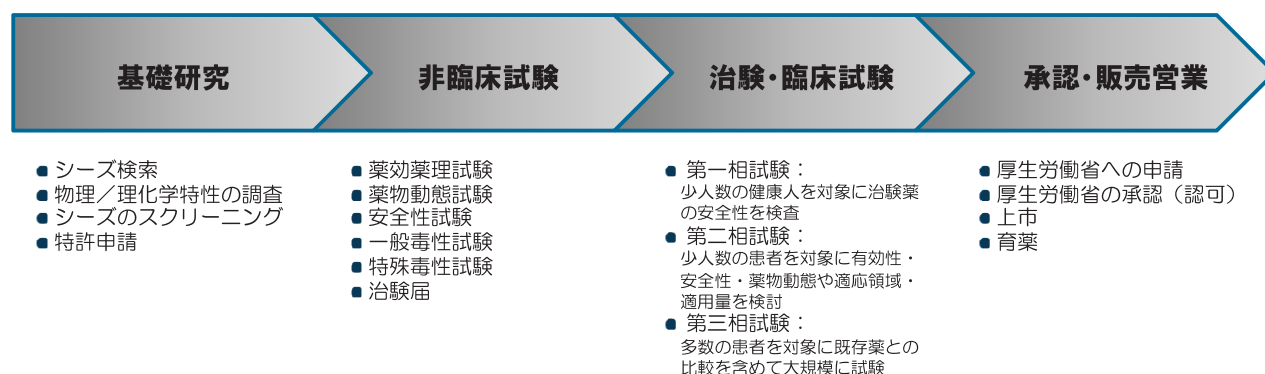 基礎研究
非臨床試験
治験・臨床試験
承認・販売営業
● シーズ検索
● 物理／理化学特性の調査
● シーズのスクリーニング
● 特許申請
● 薬効薬理試験
● 薬物動態試験
● 安全性試験
● 一般毒性試験
● 特殊毒性試験
● 治験届
● 第一相試験：
少人数の健康人を対象に治験薬
の安全性を検査
● 第二相試験：
少人数の患者を対象に有効性・
安全性・薬物動態や適応領域・
適用量を検討
● 第三相試験：
多数の患者を対象に既存薬との
比較を含めて大規模に試験
● 厚生労働省への申請
● 厚生労働省の承認（認可）
● 上市
● 育薬